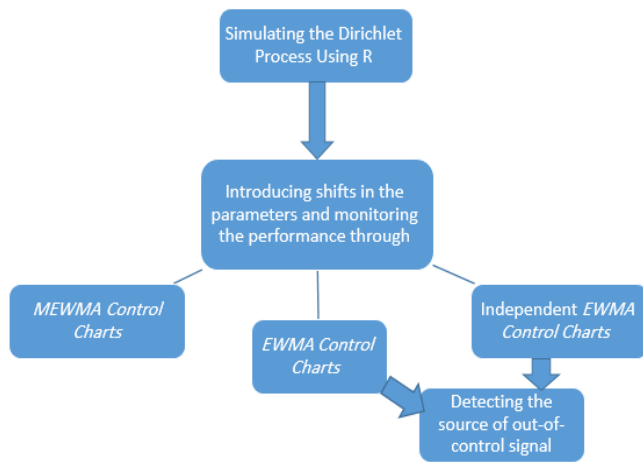 Simulating the Dirichlet
Process Using R
Introducing shifts in the
parameters and monitoring
the performance through
MEWMA Control
Charts
EWMA Control
Charts
Independent EWMA
Control Charts
Detecting the
source of out-of-
control signal